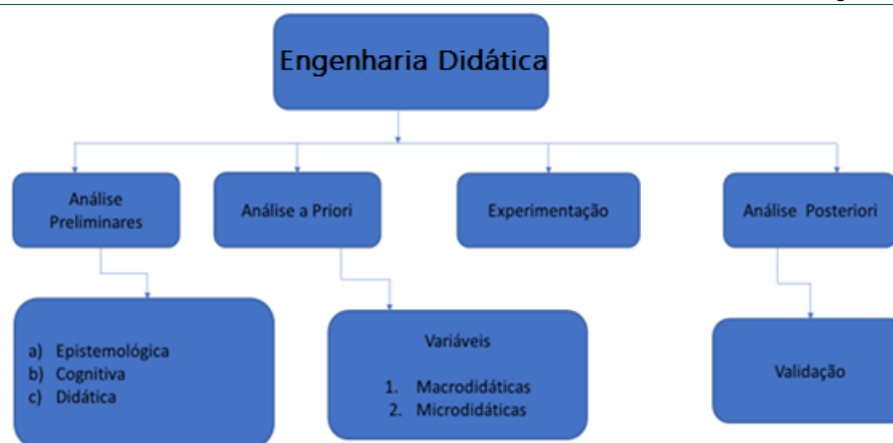 Engenharia Didática
Análise
Preliminares
Análise a Priori
Experimentação
Análise Posteriori
a) Epistemológica
b) Cognitiva
c) Didática
Variáveis
1. Macrodidáticas
2. Microdidáticas
Validação